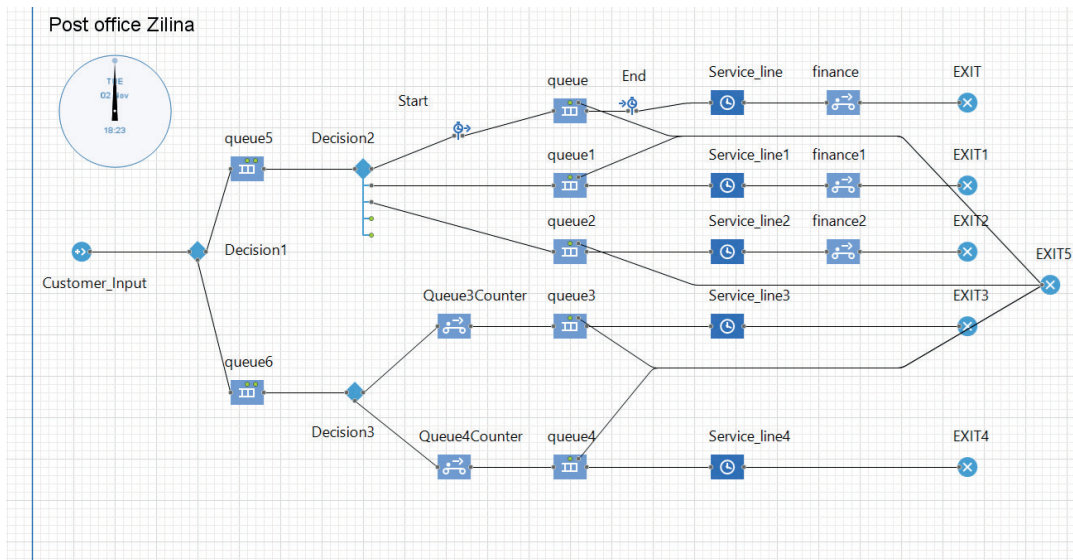 Post office Zilina
18:23
Customer_Input
Decision1
queue5
Decision2
Start
queue
End
Service_line
finance
EXIT
queue1
Service_line1
finance1
EXIT1
queue2
Service_line2
finance2
EXIT2
EXIT5
Queue3Counter
queue3
Service_line3
EXIT3
queue6
Decision3
Queue4Counter
queue4
Service_line4
EXIT4